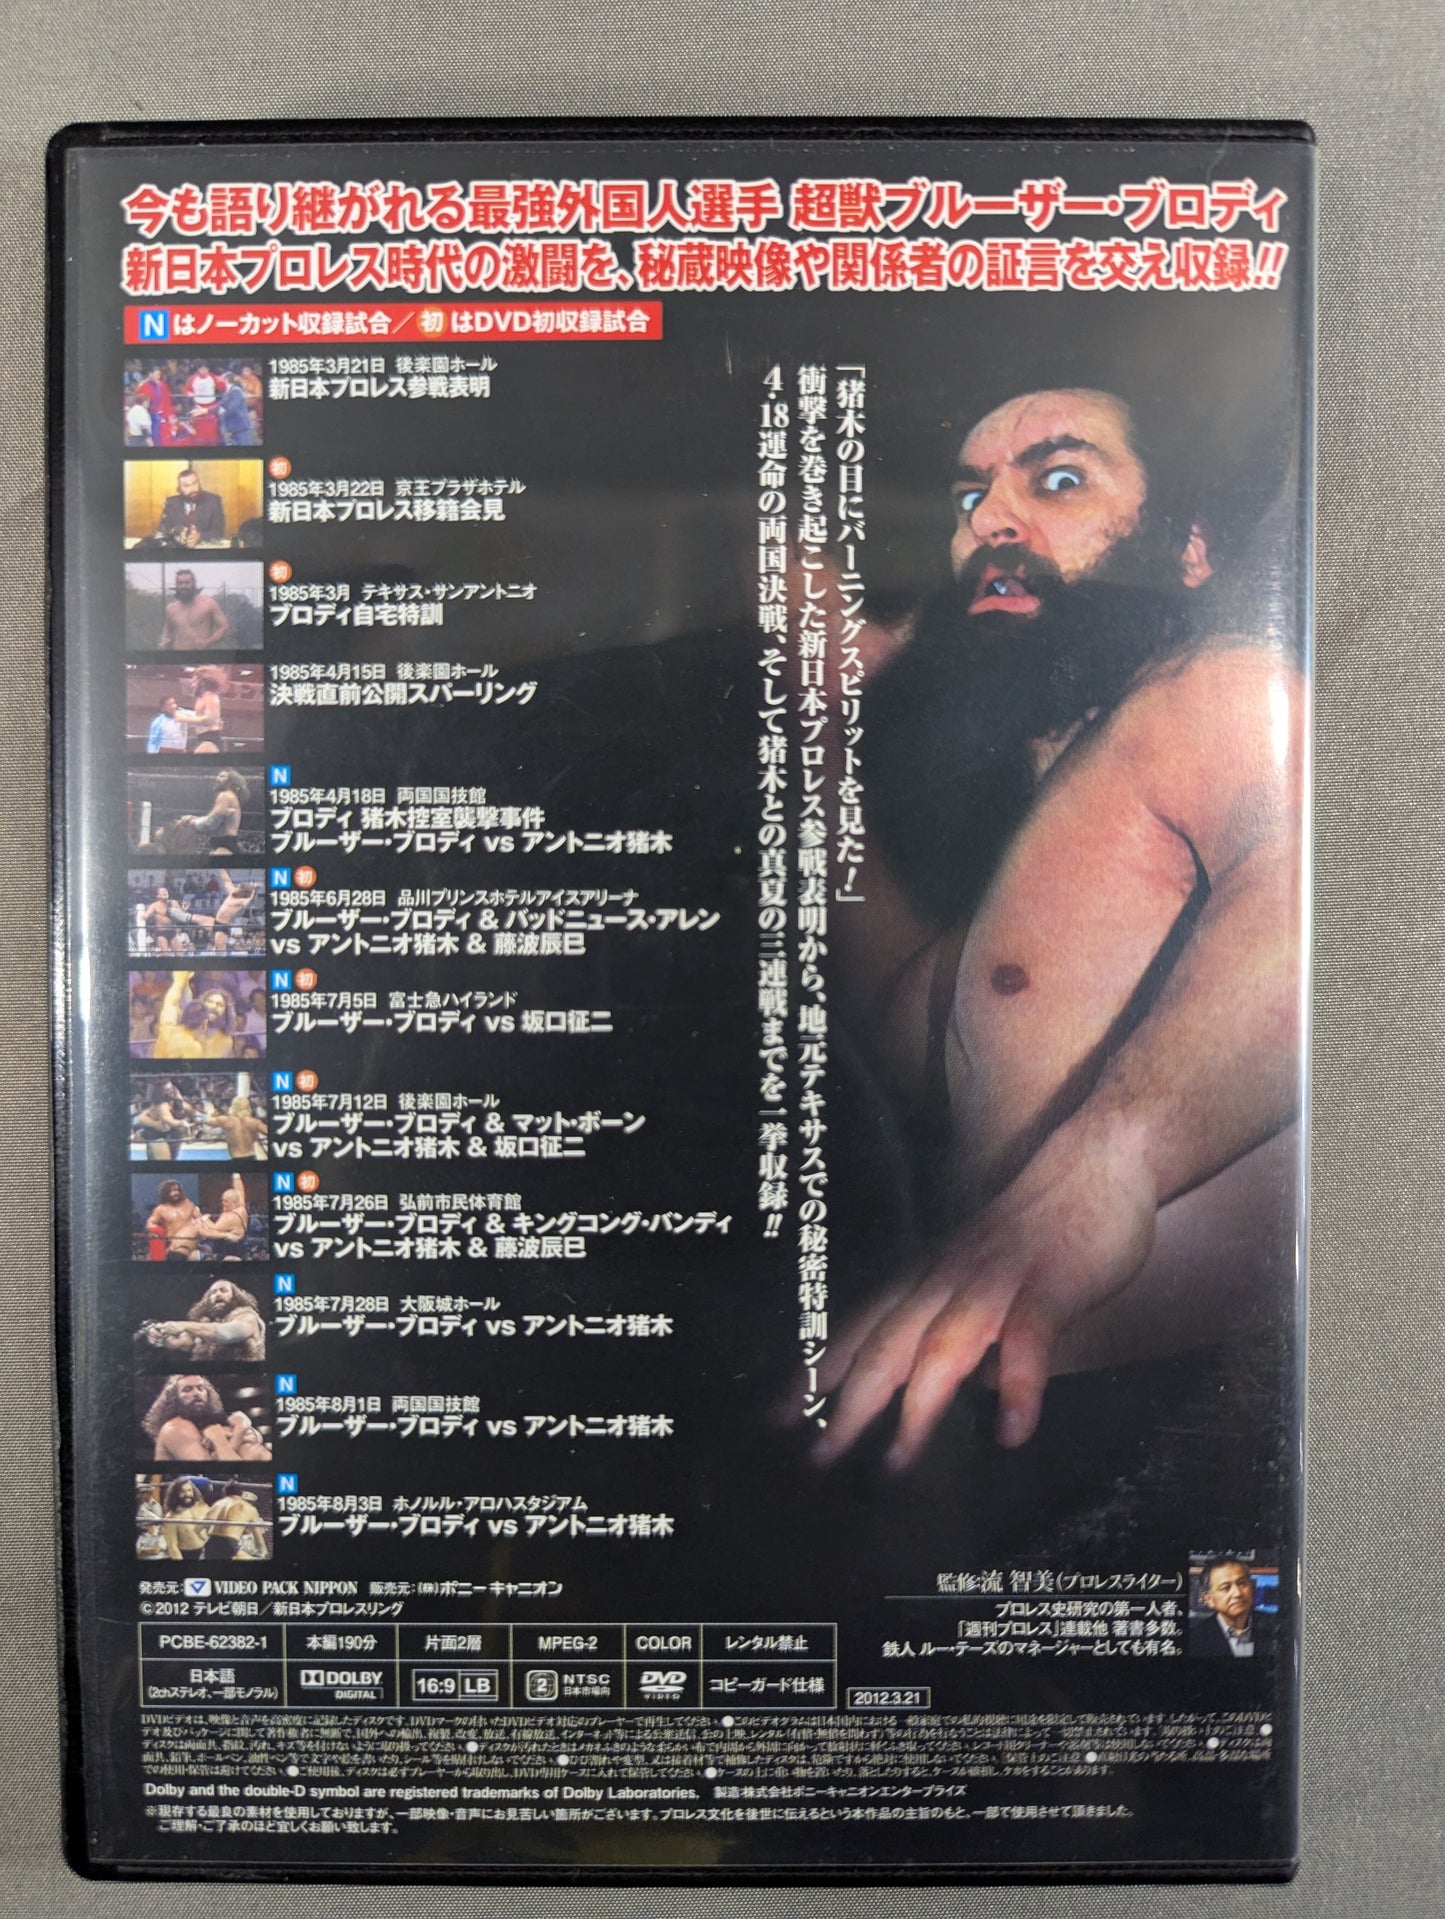 今も語り継がれる最強外国人選手 超獣ブルーザー・ブロディ
新日本プロレス時代の激闘を、秘蔵映像や関係者の証言を交え収録!!
Nはノーカット収録試合／初はDVD初収録試合
1985年3月21日 後楽園ホール
新日本プロレス参戦表明
初
1985年3月22日 京王プラザホテル
新日本プロレス移籍会見
初
1985年3月 テキサス・サンアントニオ
ブロディ自宅特訓
1985年4月15日 後楽園ホール
決戦直前公開スパーリング
N
1985年4月18日 両国国技館
ブロディ 猪木控室襲撃事件
ブルーザー・ブロディ vs アントニオ猪木
N 初
1985年6月28日 品川プリンスホテルアイスアリーナ
ブルーザー・ブロディ & バッドニュース・アレン
vs アントニオ猪木 & 藤波辰巳
N 初
1985年7月5日 富士急ハイランド
ブルーザー・ブロディ vs 坂口征二
N 初
1985年7月12日 後楽園ホール
ブルーザー・ブロディ & マット・ボーン
vs アントニオ猪木 & 坂口征二
N 初
1985年7月26日 弘前市民体育館
ブルーザー・ブロディ & キングコング・バンディ
vs アントニオ猪木 & 藤波辰巳
N
1985年7月28日 大阪城ホール
ブルーザー・ブロディ vs アントニオ猪木
N
1985年8月1日 両国国技館
ブルーザー・ブロディ vs アントニオ猪木
N
1985年8月3日 ホノルル・アロハスタジアム
ブルーザー・ブロディ vs アントニオ猪木
「猪木の目にバーニングスピリットを見た!」
衝撃を巻き起こした新日本プロレス参戦表明から、地元テキサスでの秘密特訓シーン、
4・18運命の両国決戦、そして猪木との真夏の三連戦までを一挙収録!!
監修:流 智美(プロレスライター)
プロレス史研究の第一人者、
「週刊プロレス」連載他 著書多数。
鉄人 ルー・テーズのマネージャーとしても有名。
発売元: VIDEO PACK NIPPON 販売元:(株)ポニーキャニオン
©2012 テレビ朝日／新日本プロレスリング
PCBE-62382-1 本編190分 片面2層 MPEG-2 COLOR レンタル禁止
日本語 (2chステレオ、一部モノラル) DOLBY DIGITAL 16:9 LB 2 NTSC 日本市場向 DVD VIDEO コピーガード仕様
2012.3.21
Dolby and the double-D symbol are registered trademarks of Dolby Laboratories. 製造:株式会社ポニーキャニオンエンタープライズ
※現存する最良の素材を使用しておりますが、一部映像・音声にお見苦しい箇所がございます。プロレス文化を後世に伝えるという本作品の主旨のもと、一部で使用させて頂きました。
ご理解・ご了承のほど宜しくお願い致します。